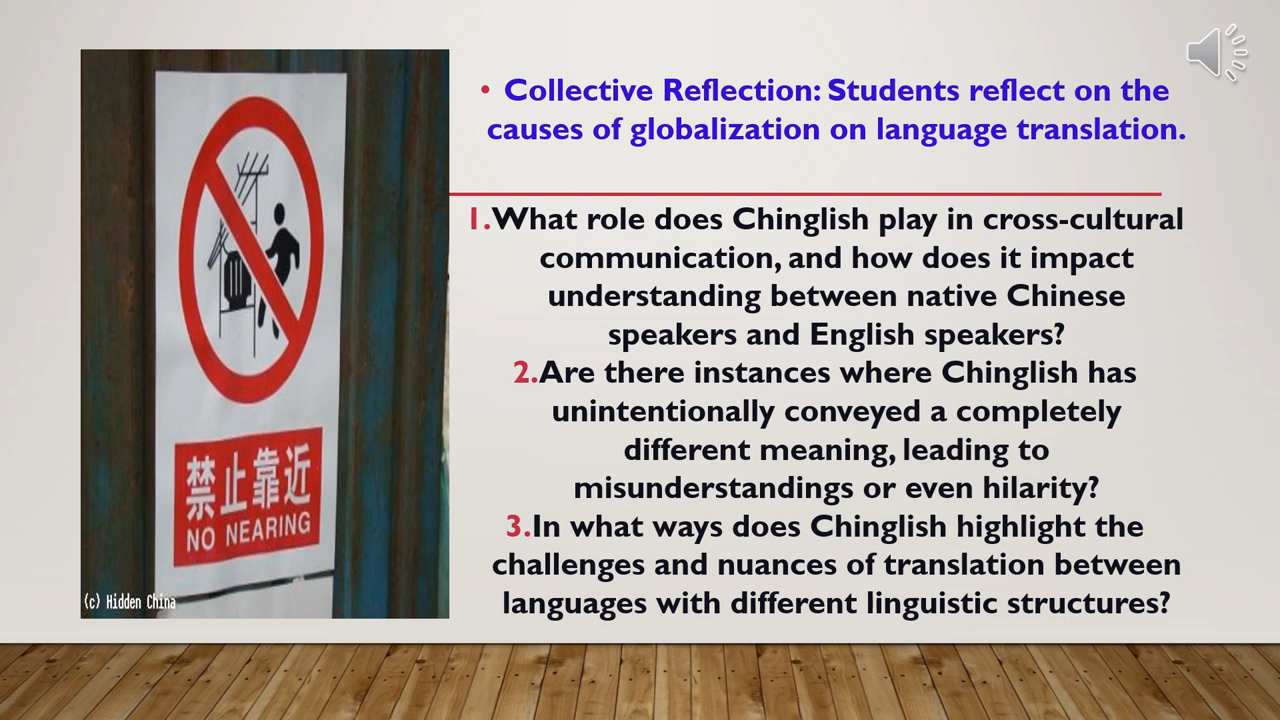 • Collective Reflection: Students reflect on the
causes of globalization on language translation.
1.What role does Chinglish play in cross-cultural
communication, and how does it impact
understanding between native Chinese
speakers and English speakers?
2.Are there instances where Chinglish has
unintentionally conveyed a completely
different meaning, leading to
misunderstandings or even hilarity?
3.In what ways does Chinglish highlight the
challenges and nuances of translation between
languages with different linguistic structures?
禁止靠近
NO NEARING
(c) Hidden China